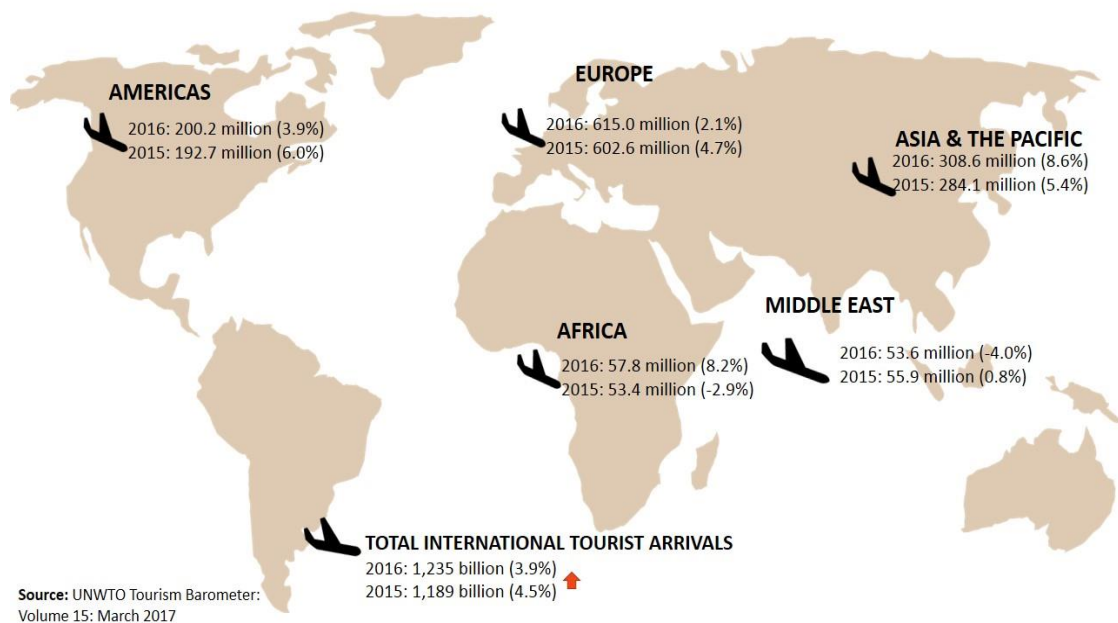 AMERICAS
2016: 200.2 million (3.9%)
2015: 192.7 million (6.0%)
EUROPE
2016: 615.0 million (2.1%)
2015: 602.6 million (4.7%)
ASIA & THE PACIFIC
2016: 308.6 million (8.6%)
2015: 284.1 million (5.4%)
MIDDLE EAST
2016: 53.6 million (-4.0%)
2015: 55.9 million (0.8%)
AFRICA
2016: 57.8 million (8.2%)
2015: 53.4 million (-2.9%)
TOTAL INTERNATIONAL TOURIST ARRIVALS
2016: 1,235 billion (3.9%)
2015: 1,189 billion (4.5%)
Source: UNWTO Tourism Barometer:
Volume 15: March 2017